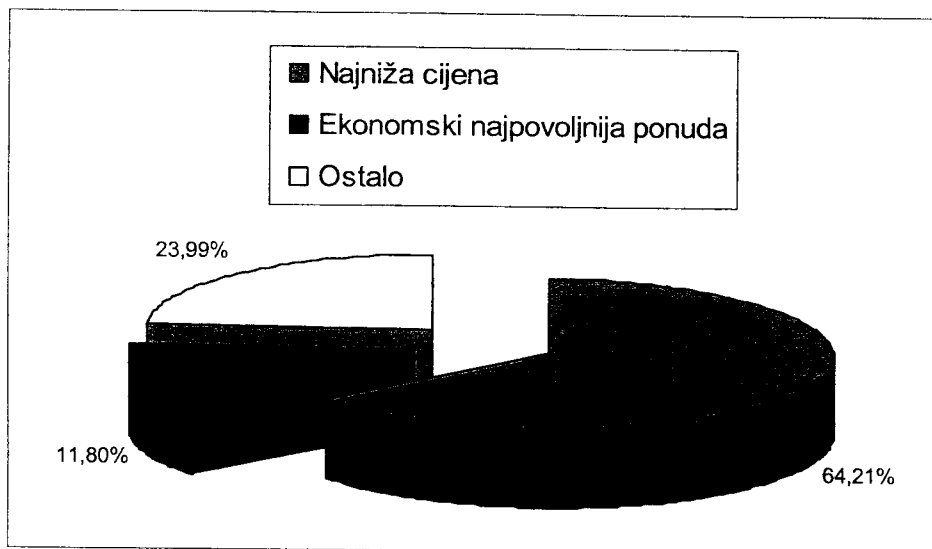 Najniža cijena
Ekonomski najpovoljnija ponuda
Ostalo
23,99%
11,80%
64,21%